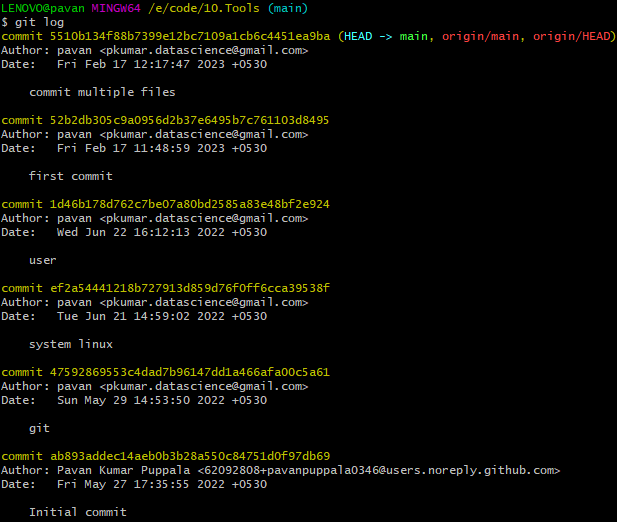 LENOVO@pavan MINGW64 /e/code/10.Tools (main)
$ git log
commit 5510b134f88b7399e12bc7109a1cb6c4451ea9ba (HEAD -> main, origin/main, origin/HEAD)
Author: pavan <pkumar.datascience@gmail.com>
Date:   Fri Feb 17 12:17:47 2023 +0530
commit multiple files
commit 52b2db305c9a0956d2b37e6495b7c761103d8495
Author: pavan <pkumar.datascience@gmail.com>
Date:   Fri Feb 17 11:48:59 2023 +0530
first commit
commit 1d46b178d762c7be07a80bd2585a83e48bf2e924
Author: pavan <pkumar.datascience@gmail.com>
Date:   Wed Jun 22 16:12:13 2022 +0530
user
commit ef2a54441218b727913d859d76f0ff6cca39538f
Author: pavan <pkumar.datascience@gmail.com>
Date:   Tue Jun 21 14:59:02 2022 +0530
system linux
commit 47592869553c4dad7b96147dd1a466afa00c5a61
Author: pavan <pkumar.datascience@gmail.com>
Date:   Sun May 29 14:53:50 2022 +0530
git
commit ab893addec14aeb0b3b28a550c84751d0f97db69
Author: Pavan Kumar Puppala <62092808+pavanpuppala0346@users.noreply.github.com>
Date:   Fri May 27 17:35:55 2022 +0530
Initial commit